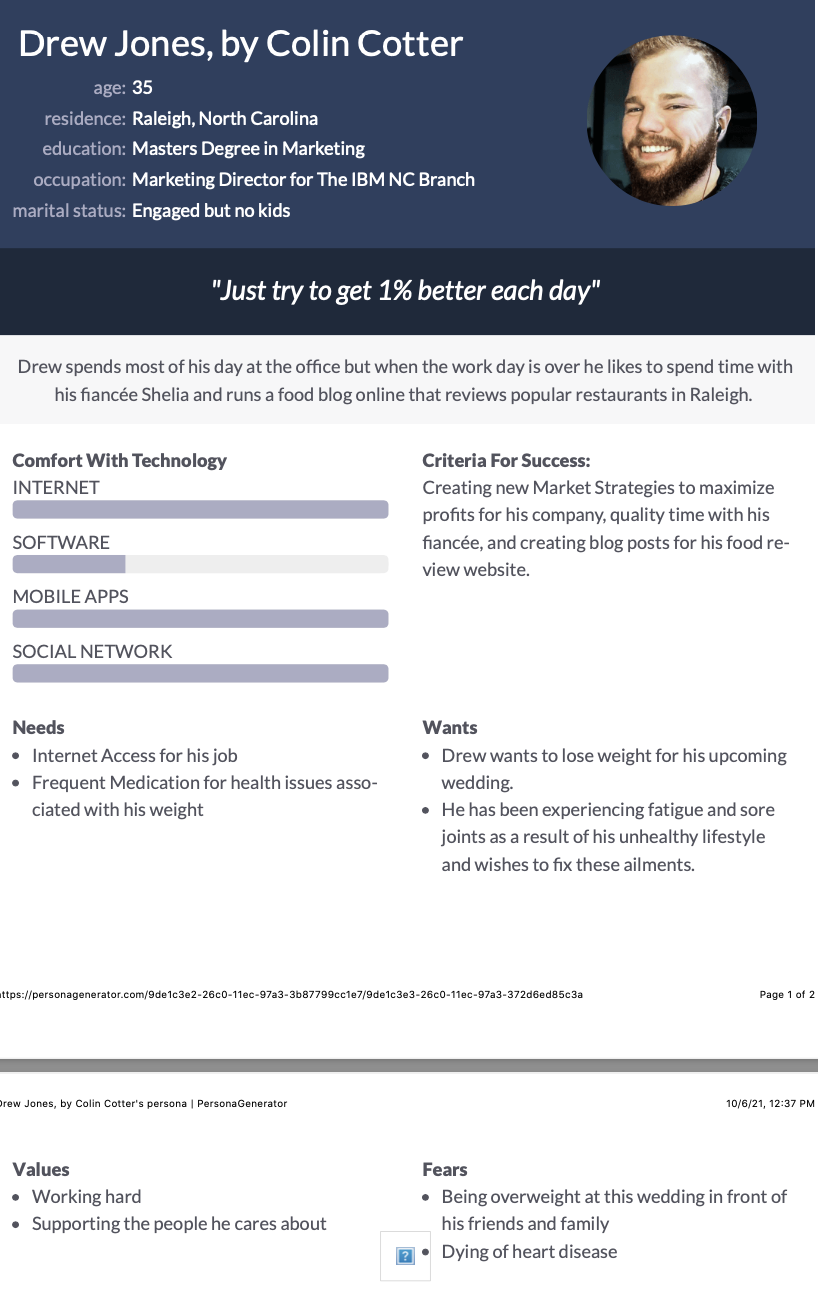 Drew Jones, by Colin Cotter
age: 35
residence: Raleigh, North Carolina
education: Masters Degree in Marketing
occupation: Marketing Director for The IBM NC Branch
marital status: Engaged but no kids
"Just try to get 1% better each day"
Drew spends most of his day at the office but when the work day is over he likes to spend time with
his fiancée Shelia and runs a food blog online that reviews popular restaurants in Raleigh.
Comfort With Technology
INTERNET
SOFTWARE
MOBILE APPS
SOCIAL NETWORK
Criteria For Success:
Creating new Market Strategies to maximize
profits for his company, quality time with his
fiancée, and creating blog posts for his food re-
view website.
Needs
• Internet Access for his job
• Frequent Medication for health issues asso-
ciated with his weight
Wants
• Drew wants to lose weight for his upcoming
wedding.
• He has been experiencing fatigue and sore
joints as a result of his unhealthy lifestyle
and wishes to fix these ailments.
ttps://personagenerator.com/9de1c3e2-26c0-11ec-97a3-3b87799cc1e7/9de1c3e3-26c0-11ec-97a3-372d6ed85c3a
Page 1 of 2
Drew Jones, by Colin Cotter's persona | PersonaGenerator
10/6/21, 12:37 PM
Values
• Working hard
• Supporting the people he cares about
Fears
• Being overweight at this wedding in front of
his friends and family
• Dying of heart disease